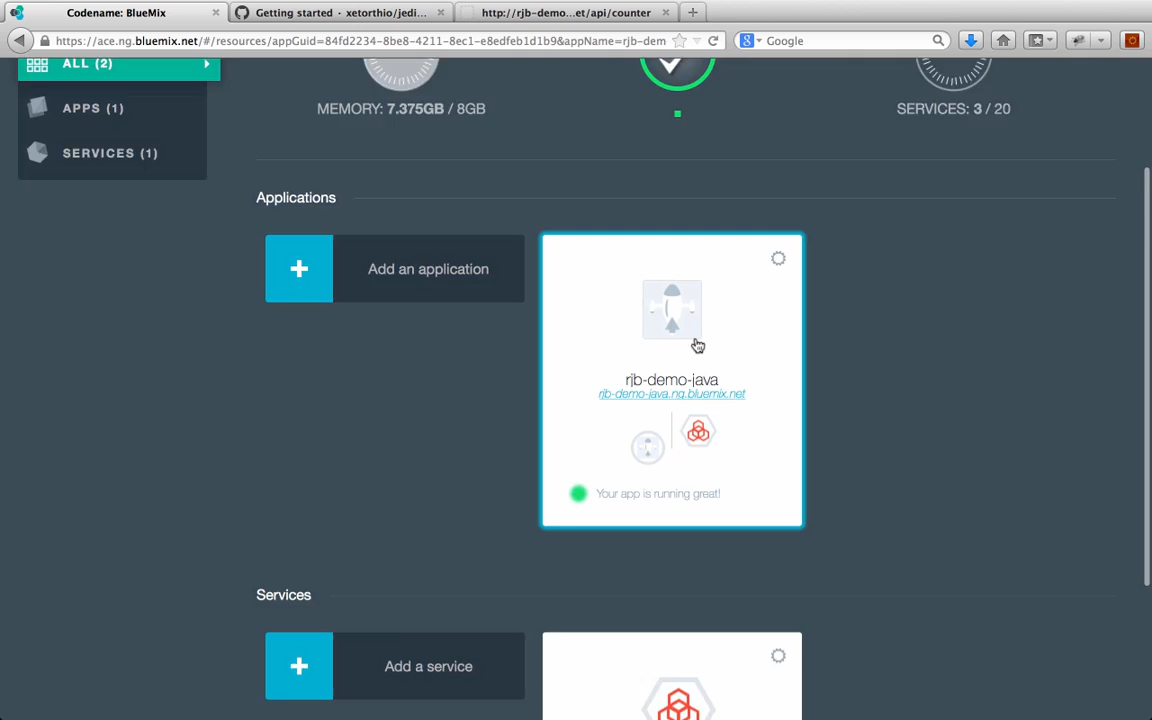 Codename: BlueMix
Getting started · xetorthio/jedi...
http://rjb-demo...et/api/counter
https://ace.ng.bluemix.net/#/resources/appGuid=84fd2234-8be8-4211-8ec1-e8edfeb1d1b9&appName=rjb-dem
Google
ALL (2)
APPS (1)
SERVICES (1)
MEMORY: 7.375GB / 8GB
SERVICES: 3 / 20
Applications
Add an application
rjb-demo-java
rjb-demo-java.ng.bluemix.net
Your app is running great!
Services
Add a service